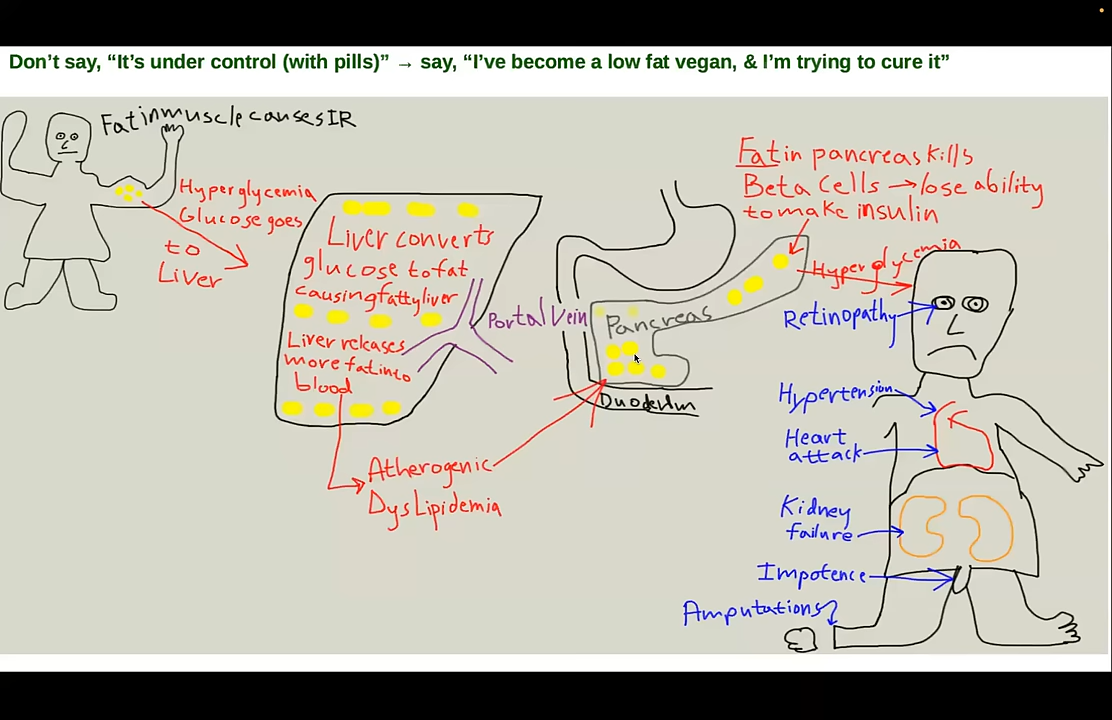 Don't say, “It's under control (with pills)” → say, “I've become a low fat vegan, & I'm trying to cure it”
Fat in muscle causes IR
Hyperglycemia
Glucose goes
to
Liver
Liver converts
glucose to fat
causing fatty liver
Liver releases
more fat into
blood
Portal Vein
Atherogenic
Dyslipidemia
Pancreas
Duodenum
Fat in pancreas kills
Beta Cells → lose ability
to make insulin
Hyperglycemia
Retinopathy
Hypertension
Heart
attack
Kidney
failure
Impotence
Amputations